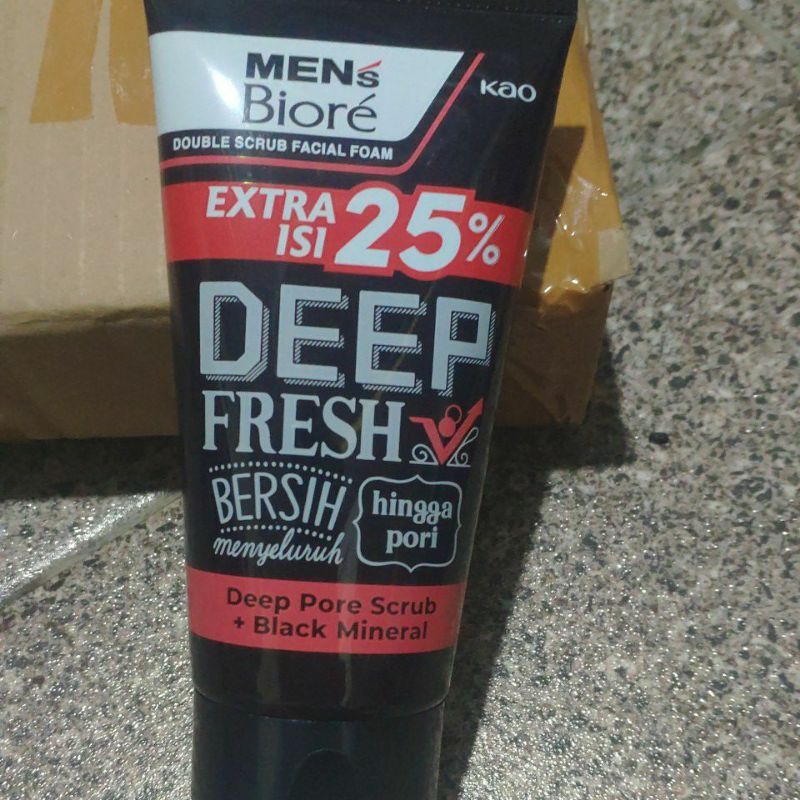 MEN's
Bioré
Kao
DOUBLE SCRUB FACIAL FOAM
EXTRA
ISI
25%
DEEP
FRESH
BERSIH
menyeluruh
hingga
pori
Deep Pore Scrub
+ Black Mineral